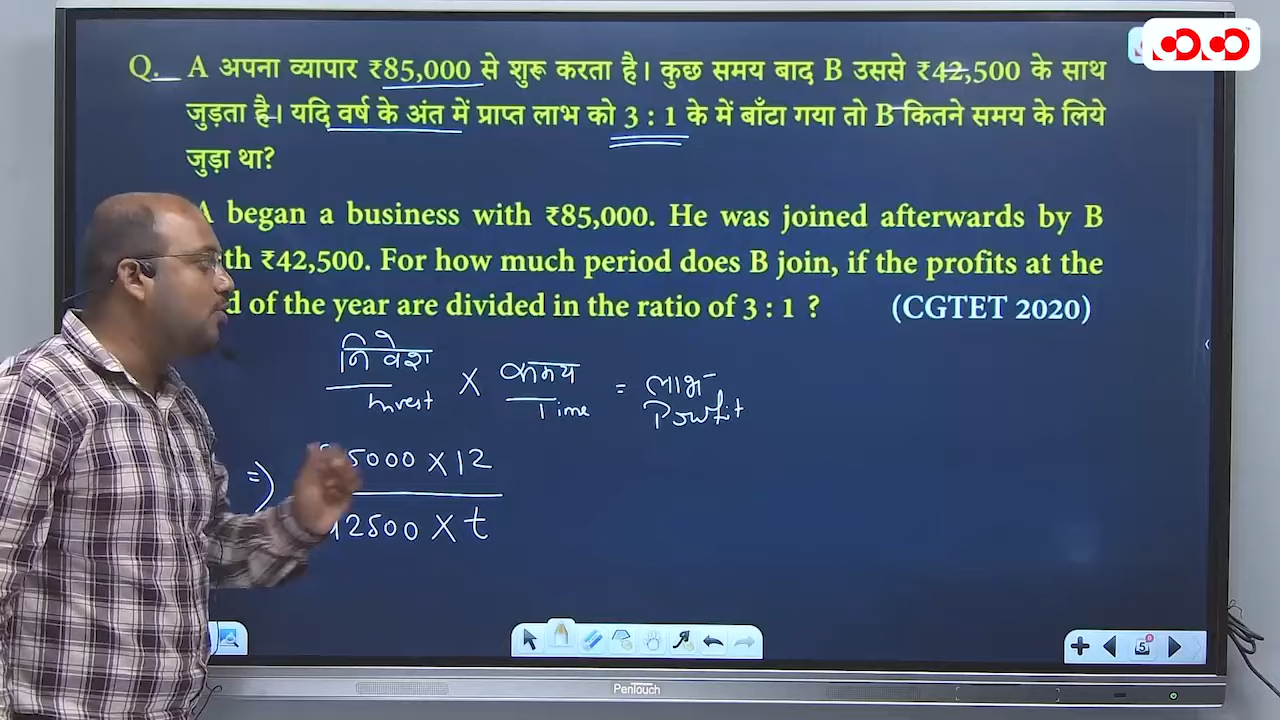 Q. A अपना व्यापार ₹85,000 से शुरू करता है। कुछ समय बाद B उससे ₹42,500 के साथ
जुड़ता है। यदि वर्ष के अंत में प्राप्त लाभ को 3 : 1 के में बाँटा गया तो B कितने समय के लिये
जुड़ा था?
A began a business with ₹85,000. He was joined afterwards by B
th ₹42,500. For how much period does B join, if the profits at the
d of the year are divided in the ratio of 3 : 1 ? (CGTET 2020)
निवेश × समय = लाभ
Invest Time Profit
⇒ 5000 × 12
2500 × t
5
PenTouch